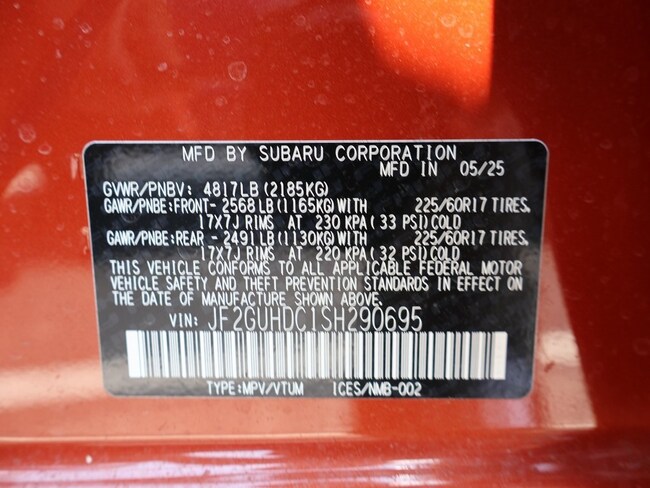 MFD BY SUBARU CORPORATION
MFD IN 05/25
GVWR/PNBV: 4817LB (2185KG)
GAWR/PNBE:FRONT- 2568 LB (1165KG) WITH 225/60R17 TIRES,
17X7J RIMS AT 230 KPA ( 33 PSI) COLD
GAWR/PNBE:REAR - 2491 LB (1130KG) WITH 225/60R17 TIRES,
17X7J RIMS AT 220 KPA ( 32 PSI) COLD
THIS VEHICLE CONFORMS TO ALL APPLICABLE FEDERAL MOTOR
VEHICLE SAFETY AND THEFT PREVENTION STANDARDS IN EFFECT ON
THE DATE OF MANUFACTURE SHOWN ABOVE.
VIN: JF2GUHDC1SH290695
TYPE:MPV/VTUM ICES/NMB-002